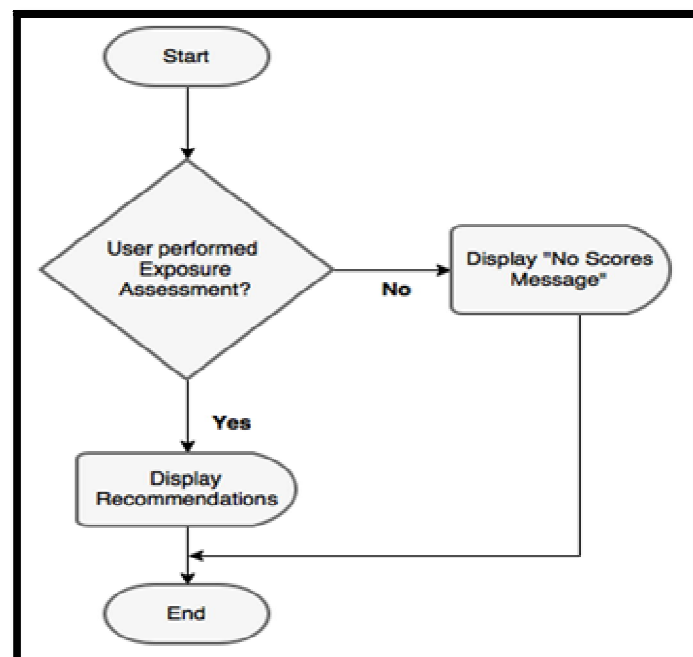 Start
User performed
Exposure
Assessment?
No
Display "No Scores
Message"
Yes
Display
Recommendations
End